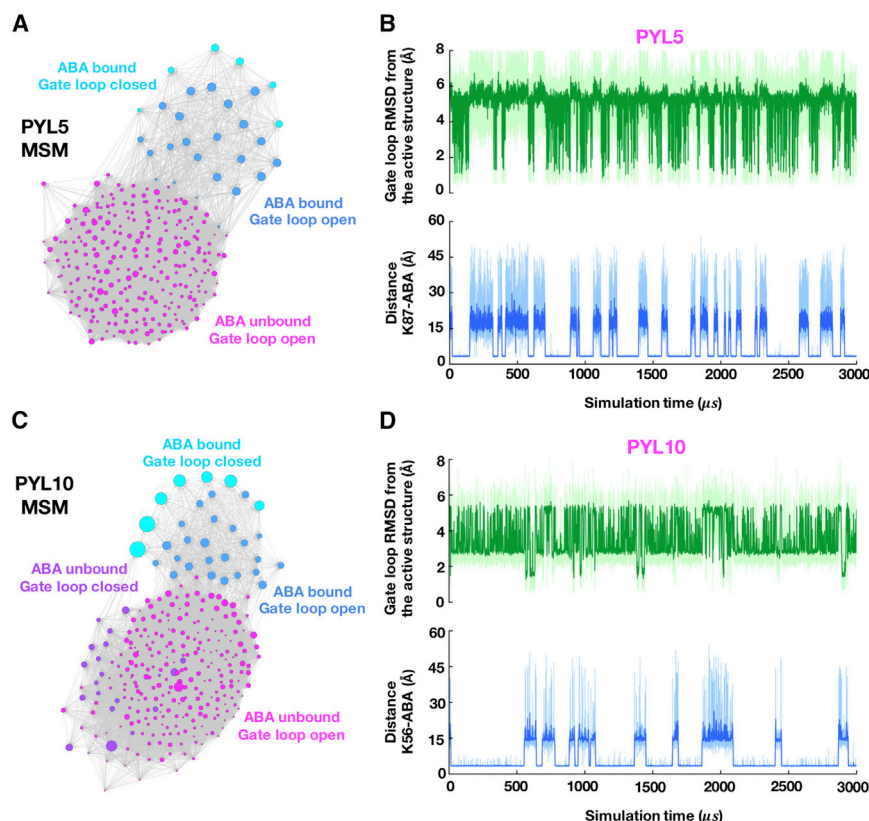 A
ABA bound
Gate loop closed
PYL5
MSM
ABA bound
Gate loop open
ABA unbound
Gate loop open
B
PYL5
Gate loop RMSD from
the active structure (Å)
8
6
4
2
0
Distance
K87-ABA (Å)
60
45
30
15
0
0
500
1000
1500
2000
2500
3000
Simulation time (μs)
C
ABA bound
Gate loop closed
PYL10
MSM
ABA unbound
Gate loop closed
ABA bound
Gate loop open
ABA unbound
Gate loop open
D
PYL10
Gate loop RMSD from
the active structure (Å)
8
6
4
2
0
Distance
K56-ABA (Å)
60
45
30
15
0
0
500
1000
1500
2000
2500
3000
Simulation time (μs)